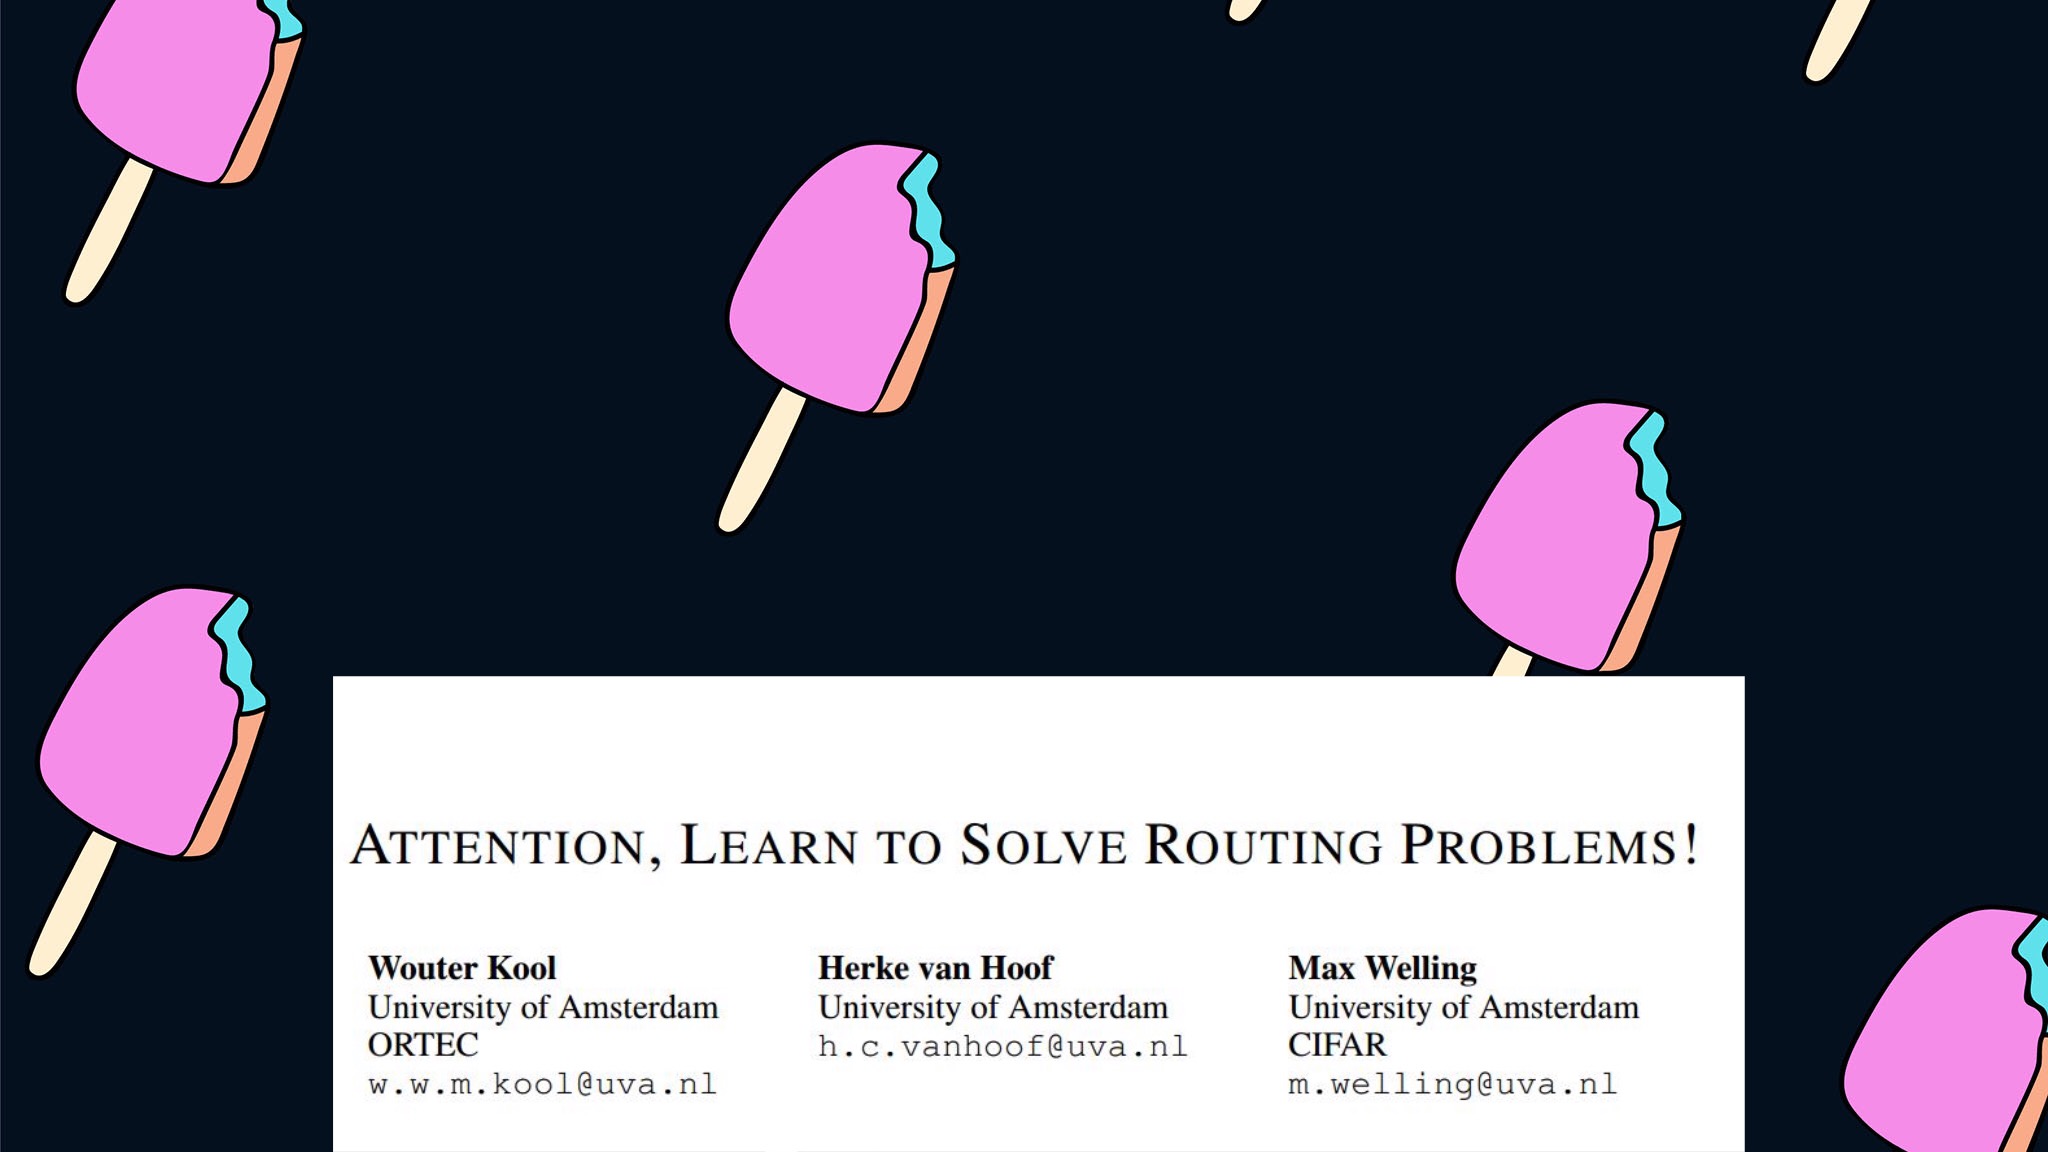 ATTENTION, LEARN TO SOLVE ROUTING PROBLEMS!
Wouter Kool
University of Amsterdam
ORTEC
w.w.m.kool@uva.nl
Herke van Hoof
University of Amsterdam
h.c.vanhoof@uva.nl
Max Welling
University of Amsterdam
CIFAR
m.welling@uva.nl